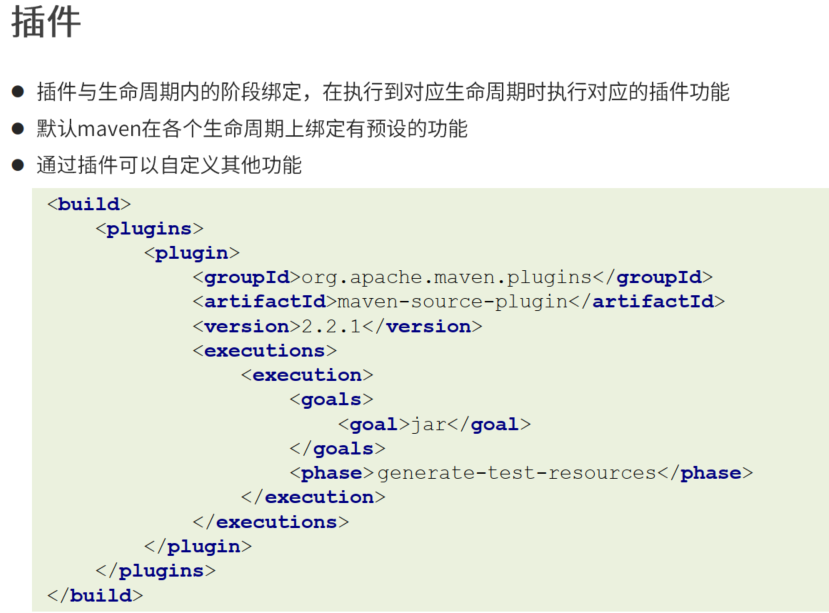 插件
● 插件与生命周期内的阶段绑定，在执行到对应生命周期时执行对应的插件功能
● 默认maven在各个生命周期上绑定有预设的功能
● 通过插件可以自定义其他功能
<build>
    <plugins>
        <plugin>
            <groupId>org.apache.maven.plugins</groupId>
            <artifactId>maven-source-plugin</artifactId>
            <version>2.2.1</version>
            <executions>
                <execution>
                    <goals>
                        <goal>jar</goal>
                    </goals>
                    <phase>generate-test-resources</phase>
                </execution>
            </executions>
        </plugin>
    </plugins>
</build>